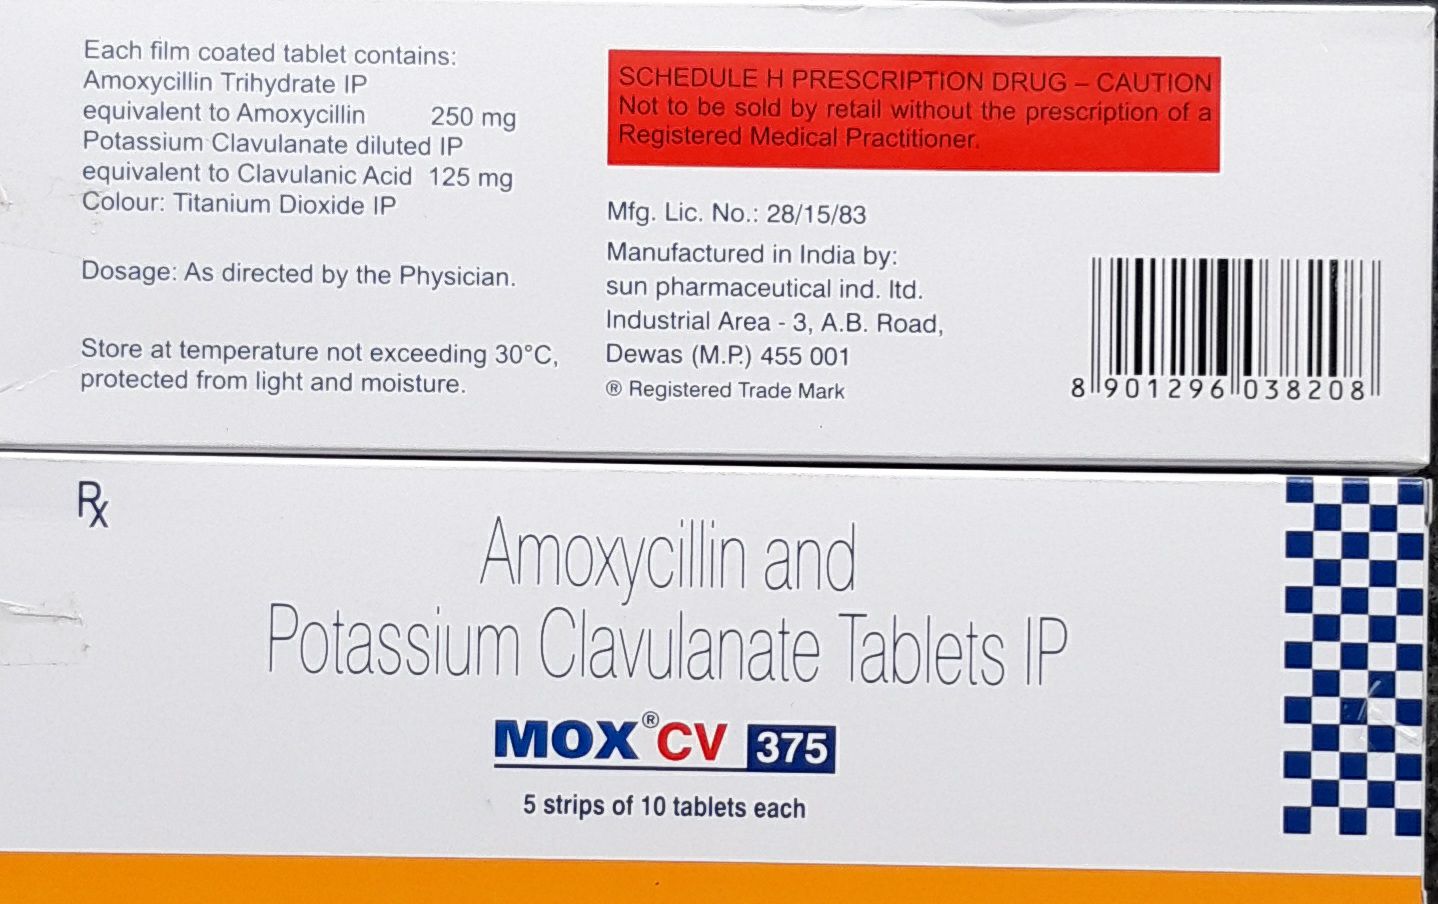 Each film coated tablet contains:
Amoxycillin Trihydrate IP
equivalent to Amoxycillin 250 mg
Potassium Clavulanate diluted IP
equivalent to Clavulanic Acid 125 mg
Colour: Titanium Dioxide IP
Dosage: As directed by the Physician.
Store at temperature not exceeding 30°C,
protected from light and moisture.
SCHEDULE H PRESCRIPTION DRUG – CAUTION
Not to be sold by retail without the prescription of a
Registered Medical Practitioner.
Mfg. Lic. No.: 28/15/83
Manufactured in India by:
sun pharmaceutical ind. ltd.
Industrial Area - 3, A.B. Road,
Dewas (M.P.) 455 001
® Registered Trade Mark
8 901296 038208
Rx
Amoxycillin and
Potassium Clavulanate Tablets IP
MOX® CV 375
5 strips of 10 tablets each